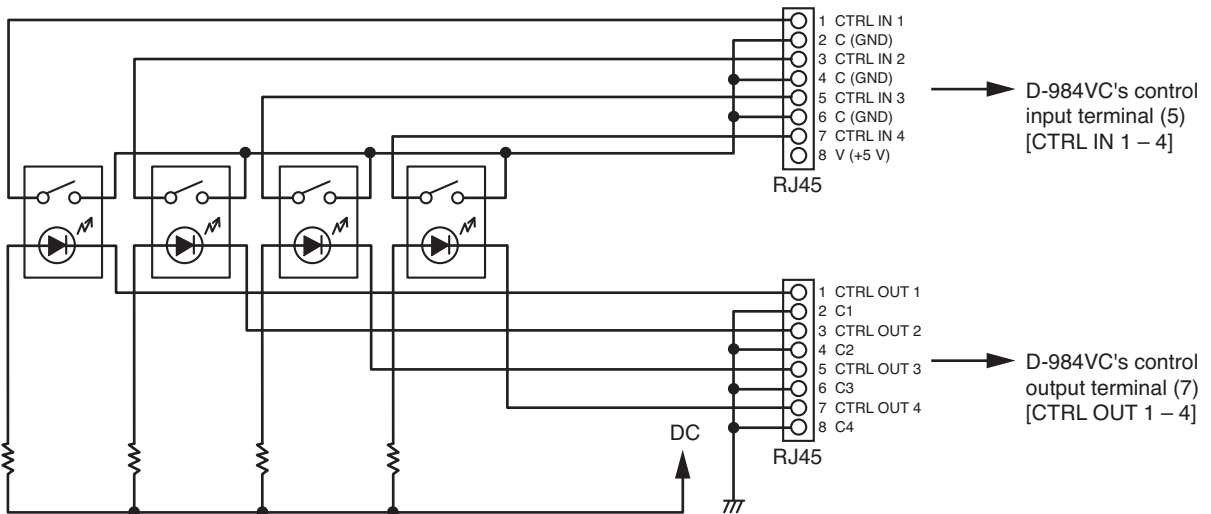 1 CTRL IN 1
2 C (GND)
3 CTRL IN 2
4 C (GND)
5 CTRL IN 3
6 C (GND)
7 CTRL IN 4
8 V (+5 V)
RJ45
D-984VC's control
input terminal (5)
[CTRL IN 1 – 4]
1 CTRL OUT 1
2 C1
3 CTRL OUT 2
4 C2
5 CTRL OUT 3
6 C3
7 CTRL OUT 4
8 C4
RJ45
D-984VC's control
output terminal (7)
[CTRL OUT 1 – 4]
DC